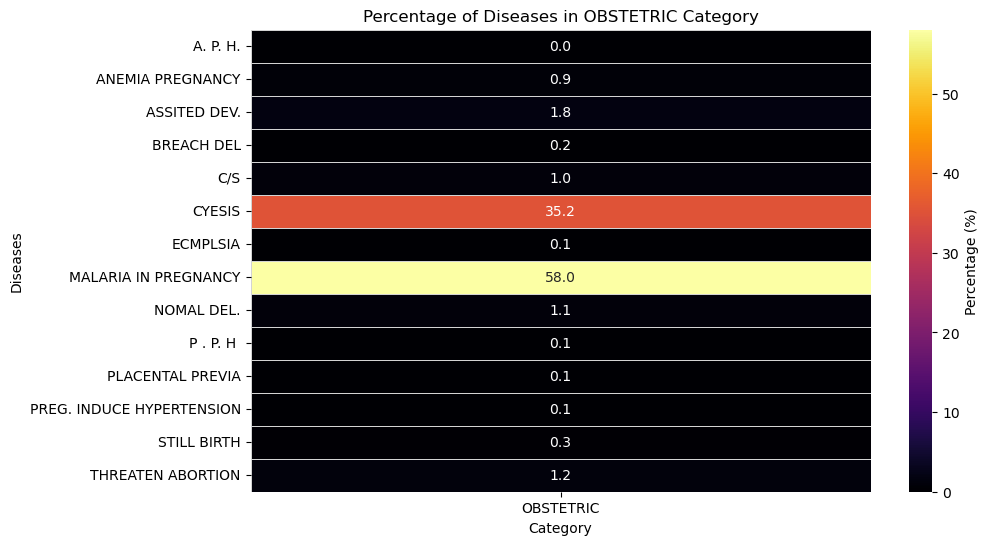 Percentage of Diseases in OBSTETRIC Category
Diseases
A. P. H. 0.0
ANEMIA PREGNANCY 0.9
ASSITED DEV. 1.8
BREACH DEL 0.2
C/S 1.0
CYESIS 35.2
ECMPLSIA 0.1
MALARIA IN PREGNANCY 58.0
NOMAL DEL. 1.1
P . P. H 0.1
PLACENTAL PREVIA 0.1
PREG. INDUCE HYPERTENSION 0.1
STILL BIRTH 0.3
THREATEN ABORTION 1.2
OBSTETRIC
Category
50
40
30
20
10
0
Percentage (%)